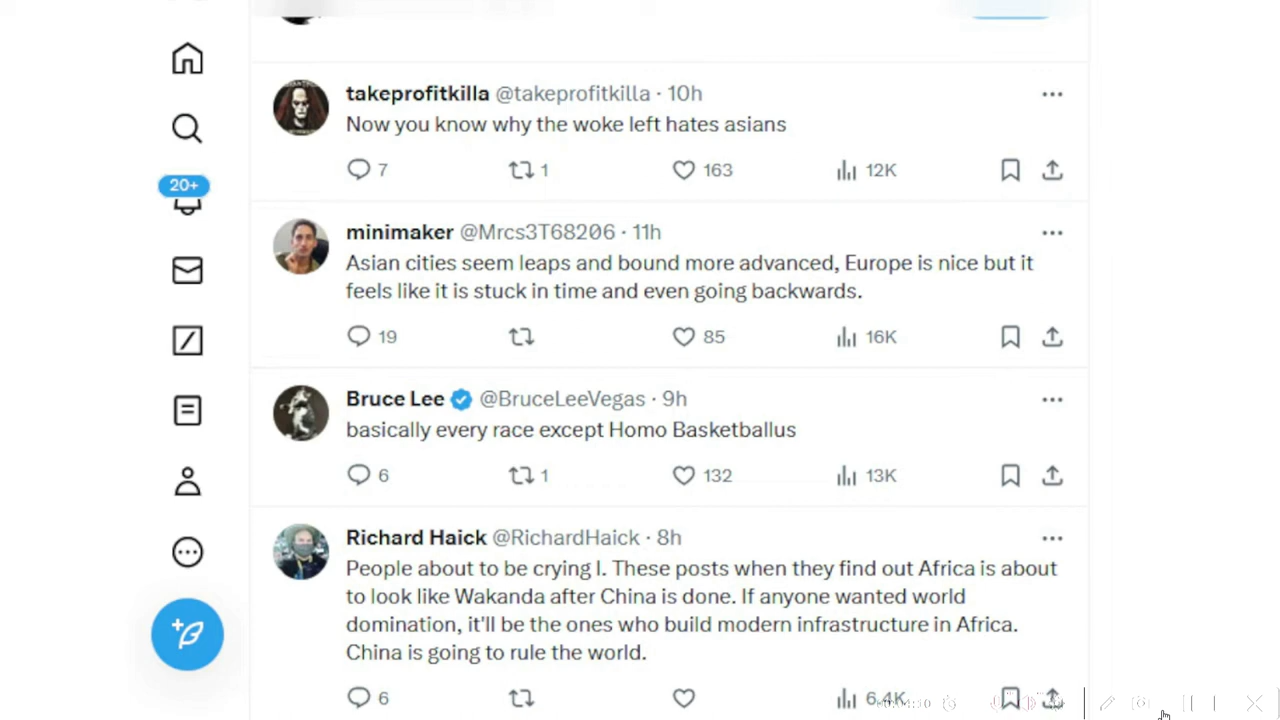 takeprofitkilla @takeprofitkilla · 10h
Now you know why the woke left hates asians
7 1 163 12K
20+
minimaker @Mrcs3T68206 · 11h
Asian cities seem leaps and bound more advanced, Europe is nice but it
feels like it is stuck in time and even going backwards.
19 85 16K
Bruce Lee @BruceLeeVegas · 9h
basically every race except Homo Basketballus
6 1 132 13K
Richard Haick @RichardHaick · 8h
People about to be crying I. These posts when they find out Africa is about
to look like Wakanda after China is done. If anyone wanted world
domination, it'll be the ones who build modern infrastructure in Africa.
China is going to rule the world.
6 6.4K